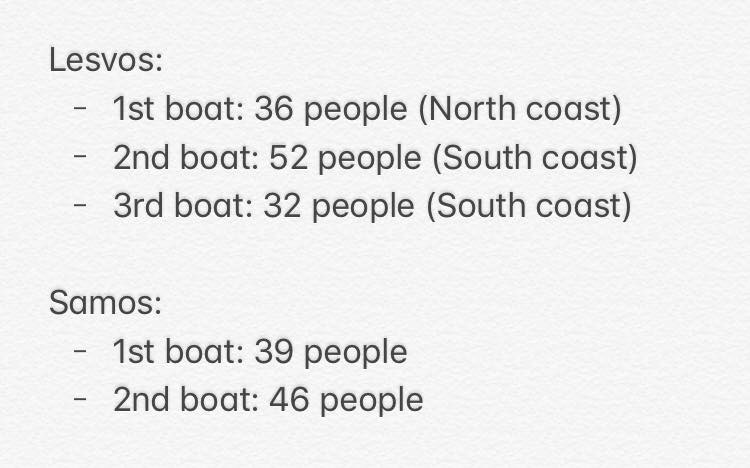 Lesvos:
- 1st boat: 36 people (North coast)
- 2nd boat: 52 people (South coast)
- 3rd boat: 32 people (South coast)
Samos:
- 1st boat: 39 people
- 2nd boat: 46 people